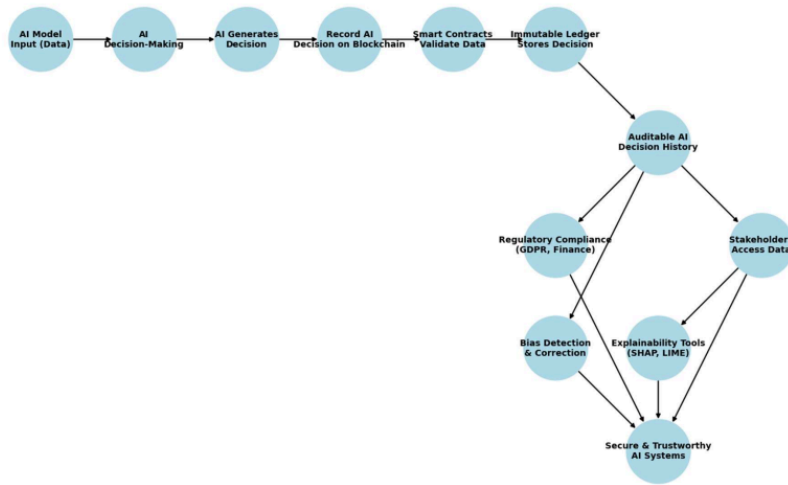 AI Model
Input (Data)
AI
Decision-Making
AI Generates
Decision
Record AI
Decision on Blockchain
Smart Contracts
Validate Data
Immutable Ledger
Stores Decision
Auditable AI
Decision History
Regulatory Compliance
(GDPR, Finance)
Stakeholder
Access Data
Bias Detection
& Correction
Explainability Tools
(SHAP, LIME)
Secure & Trustworthy
AI Systems